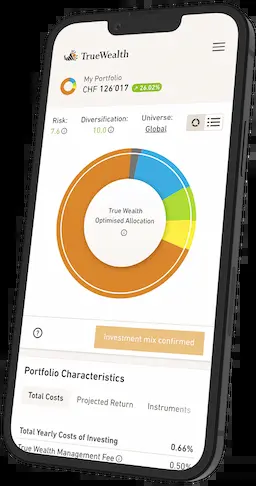 TrueWealth
My Portfolio
CHF 126'017 26.02%
Risk: Diversification: Universe:
7.6 10.0 Global
True Wealth
Optimised Allocation
Investment mix confirmed
Portfolio Characteristics
Total Costs Projected Return Instruments
Total Yearly Costs of Investing 0.66%
True Wealth Management Fee 0.50%